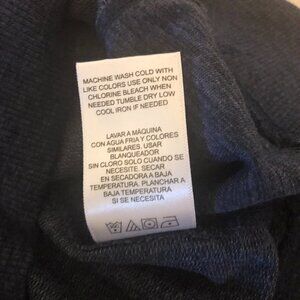 MACHINE WASH COLD WITH
LIKE COLORS USE ONLY NON
CHLORINE BLEACH WHEN
NEEDED TUMBLE DRY LOW
COOL IRON IF NEEDED
LAVAR A MÁQUINA
CON AGUA FRIA Y COLORES
SIMILARES. USAR
BLANQUEADOR
SIN CLORO SOLO CUANDO SE
NECESITE. SECAR
EN SECADORA A BAJA
TEMPERATURA. PLANCHAR A
BAJA TEMPERATURA
SI SE NECESITA